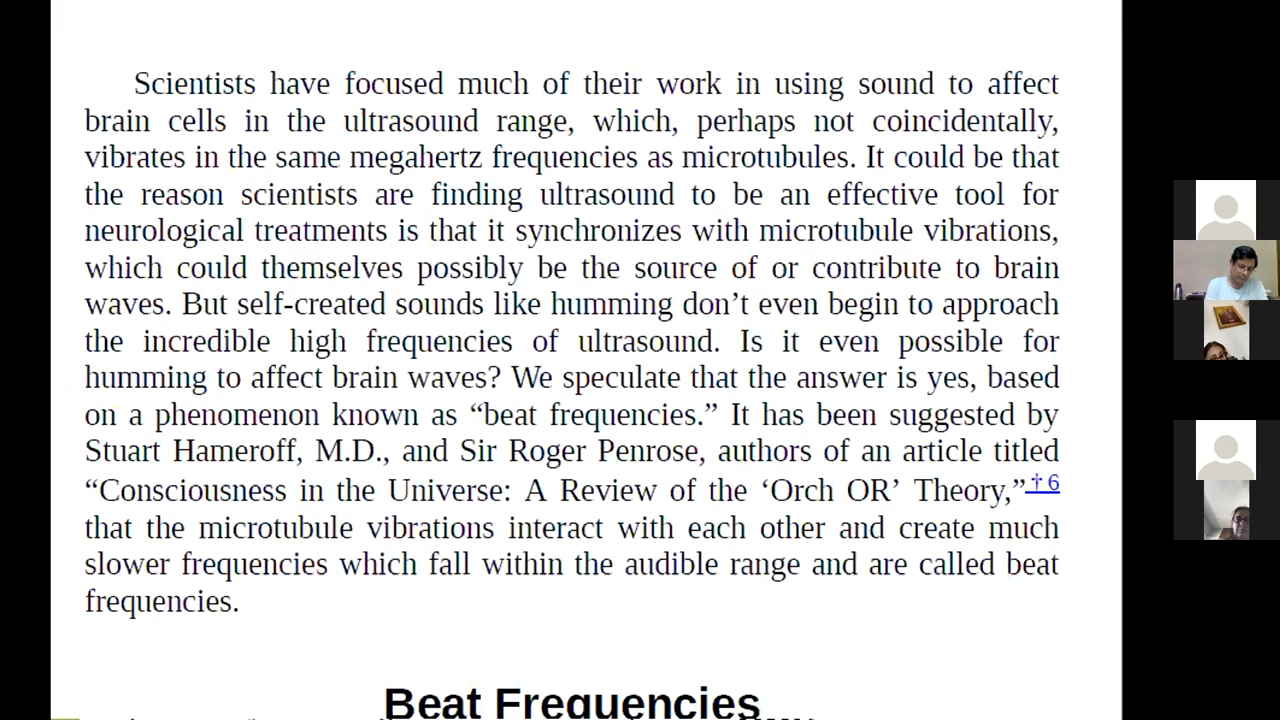 Scientists have focused much of their work in using sound to affect
brain cells in the ultrasound range, which, perhaps not coincidentally,
vibrates in the same megahertz frequencies as microtubules. It could be that
the reason scientists are finding ultrasound to be an effective tool for
neurological treatments is that it synchronizes with microtubule vibrations,
which could themselves possibly be the source of or contribute to brain
waves. But self-created sounds like humming don’t even begin to approach
the incredible high frequencies of ultrasound. Is it even possible for
humming to affect brain waves? We speculate that the answer is yes, based
on a phenomenon known as “beat frequencies.” It has been suggested by
Stuart Hameroff, M.D., and Sir Roger Penrose, authors of an article titled
“Consciousness in the Universe: A Review of the ‘Orch OR’ Theory,” † 6
that the microtubule vibrations interact with each other and create much
slower frequencies which fall within the audible range and are called beat
frequencies.
Beat Frequencies